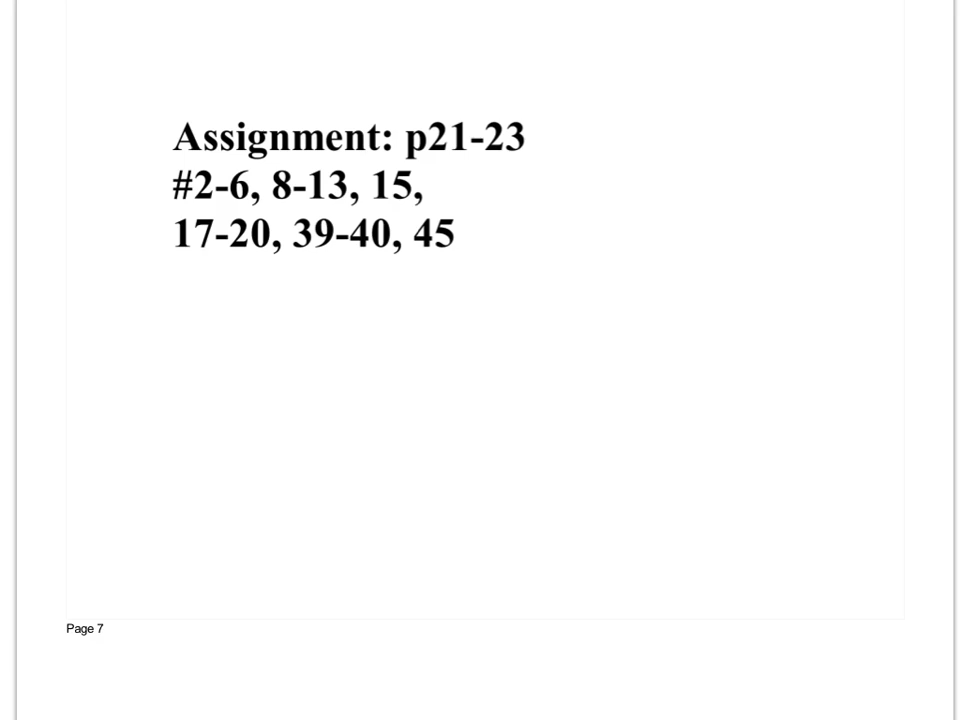 Assignment: p21-23
#2-6, 8-13, 15,
17-20, 39-40, 45
Page 7